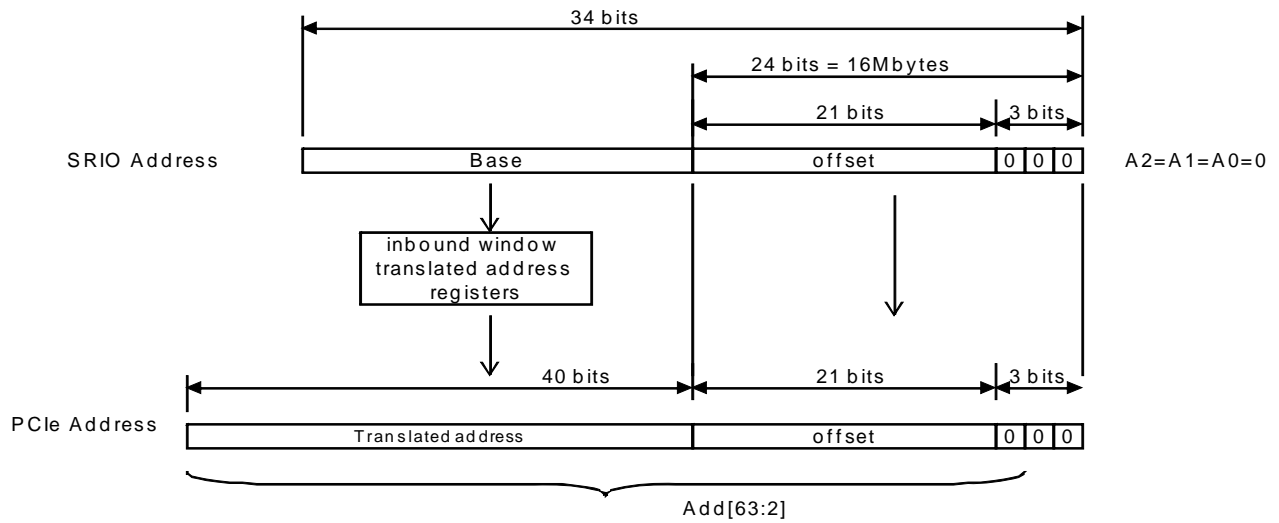 34 bits
24 bits = 16Mbytes
21 bits
3 bits
SRIO Address
Base
offset
0 0 0
A2=A1=A0=0
inbound window
translated address
registers
40 bits
21 bits
3 bits
PCIe Address
Translated address
offset
0 0 0
Add[63:2]